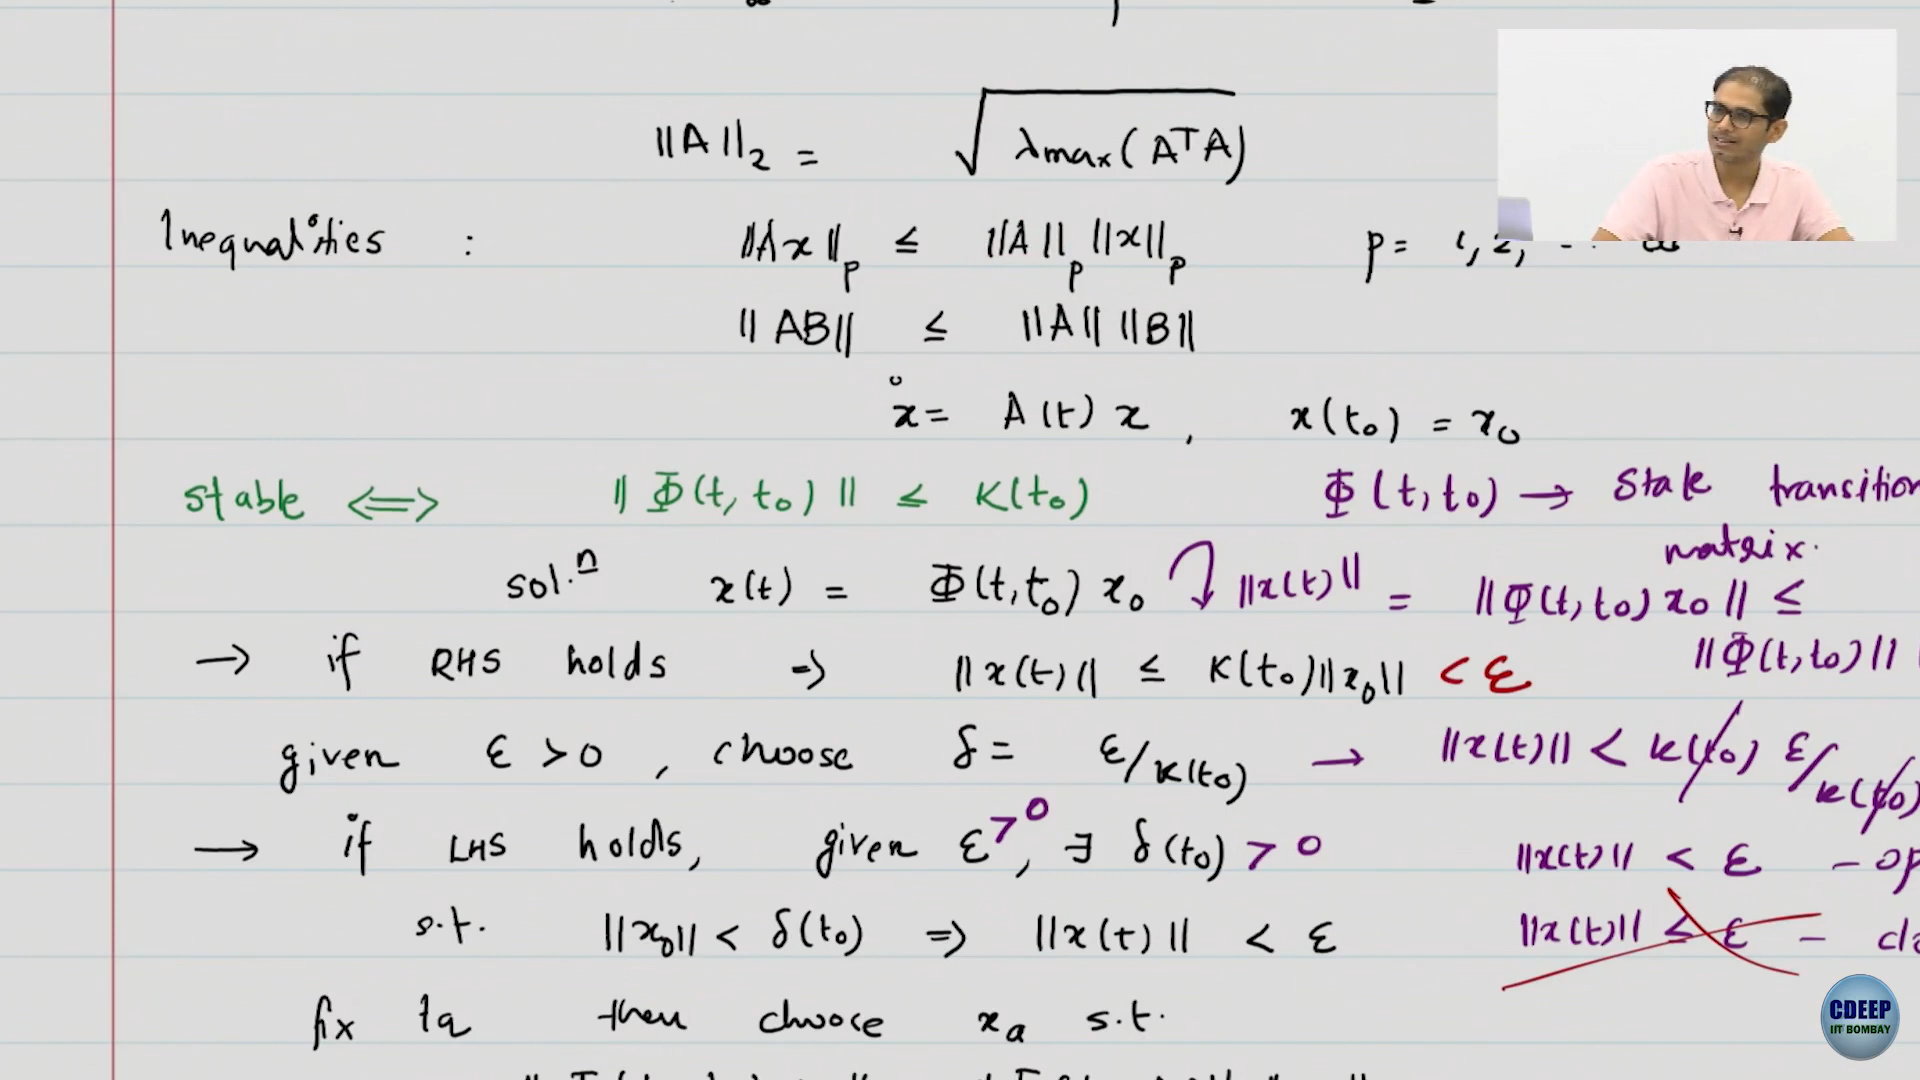 ||A||₂ = √λmax(AᵀA)
Inequalities : ||Ax||ₚ ≤ ||A||ₚ ||x||ₚ p = 1, 2, - - ∞
||AB|| ≤ ||A|| ||B||
ẋ = A(t) x , x(t₀) = x₀
stable ⟺ || Φ(t, t₀) || ≤ K(t₀) Φ(t, t₀) → State transition
matrix.
sol.ⁿ x(t) = Φ(t, t₀) x₀ ||x(t)|| = ||Φ(t, t₀) x₀|| ≤
→ if RHS holds ⇒ ||x(t)|| ≤ K(t₀)||x₀|| < ε ||Φ(t, t₀)||
given ε > 0 , choose δ = ε/K(t₀) → ||x(t)|| < K(t₀) ε/K(t₀)
→ if LHS holds, given ε > 0, ∃ δ(t₀) > 0 ||x(t)|| < ε - op
s.t. ||x₀|| < δ(t₀) ⇒ ||x(t)|| < ε ||x(t)|| ≤ ε - clo
fix ta then choose xₐ s.t.
CDEEP
IIT BOMBAY